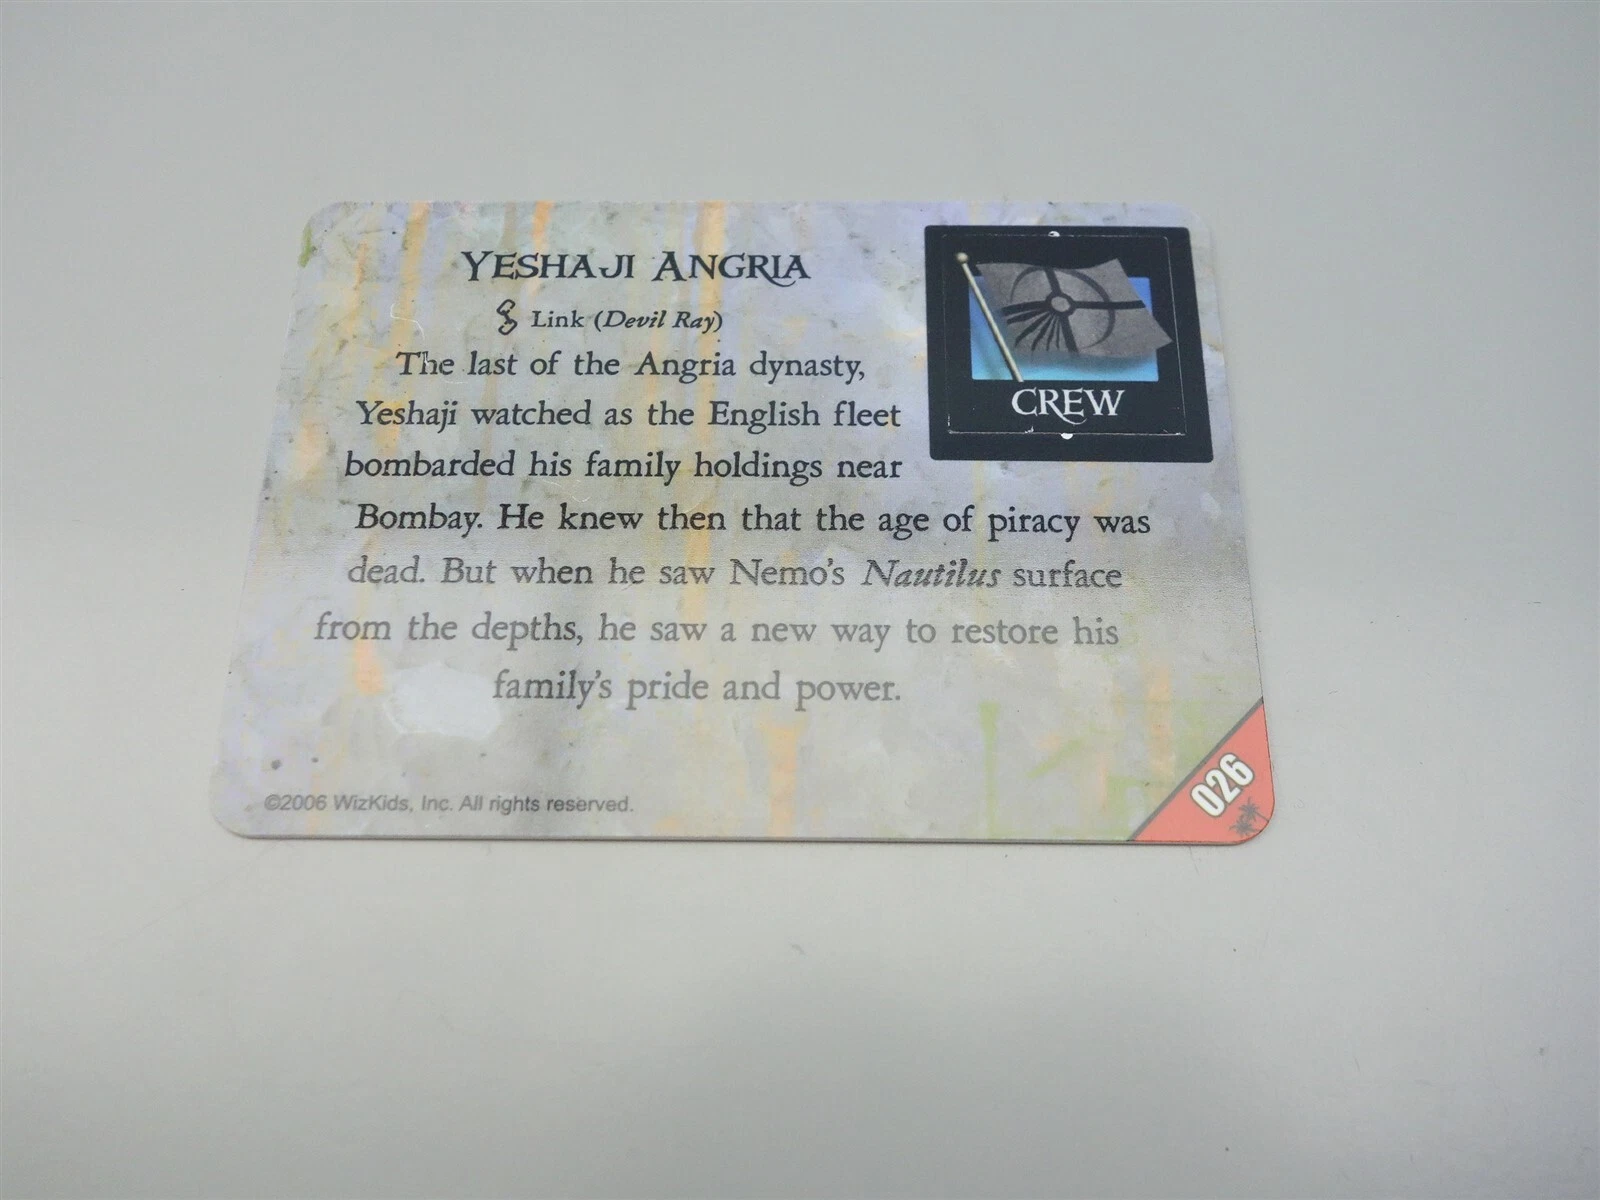 YESHAJI ANGRIA
Link (Devil Ray)
The last of the Angria dynasty,
Yeshaji watched as the English fleet
bombarded his family holdings near
Bombay. He knew then that the age of piracy was
dead. But when he saw Nemo's Nautilus surface
from the depths, he saw a new way to restore his
family's pride and power.
CREW
©2006 WizKids, Inc. All rights reserved.
026